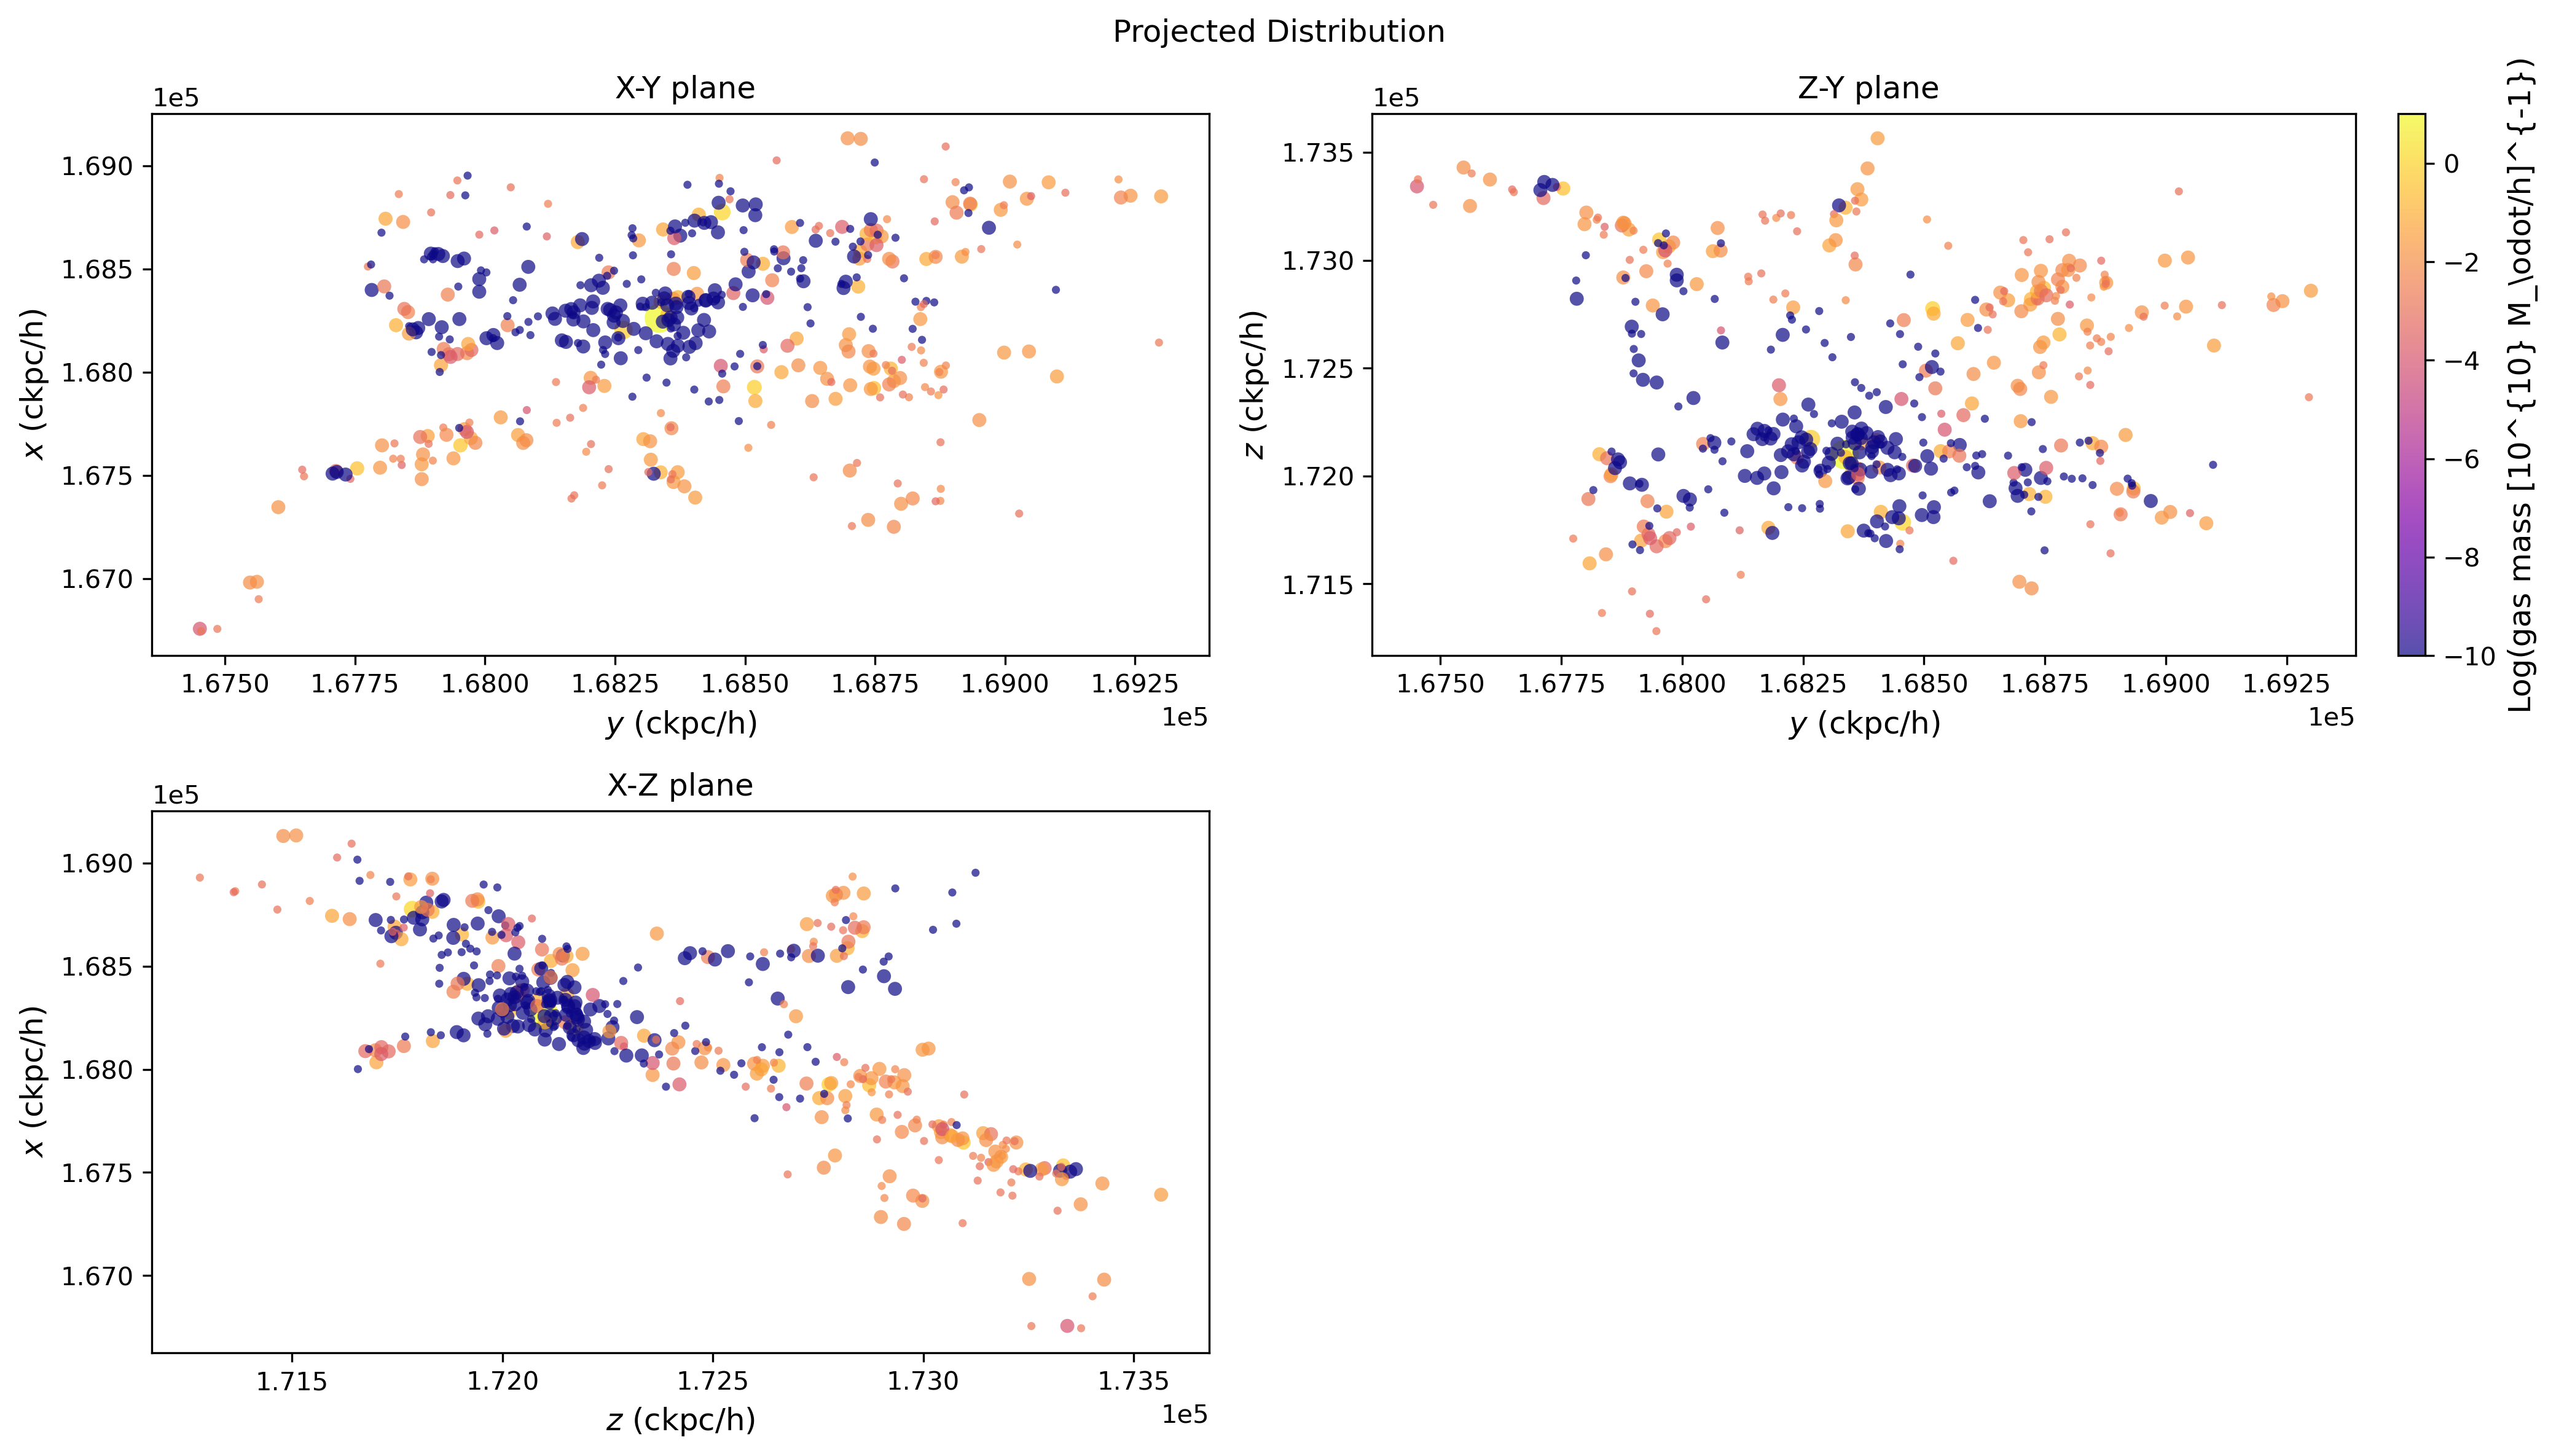 Projected Distribution
X-Y plane
1e5
1.690
1.685
1.680
1.675
1.670
x (ckpc/h)
1.6750 1.6775 1.6800 1.6825 1.6850 1.6875 1.6900 1.6925
1e5
y (ckpc/h)
Z-Y plane
1e5
1.735
1.730
1.725
1.720
1.715
z (ckpc/h)
1.6750 1.6775 1.6800 1.6825 1.6850 1.6875 1.6900 1.6925
1e5
y (ckpc/h)
0
−2
−4
−6
−8
−10
Log(gas mass [10^{10} M_\odot/h]^{-1})
X-Z plane
1e5
1.690
1.685
1.680
1.675
1.670
x (ckpc/h)
1.715 1.720 1.725 1.730 1.735
1e5
z (ckpc/h)